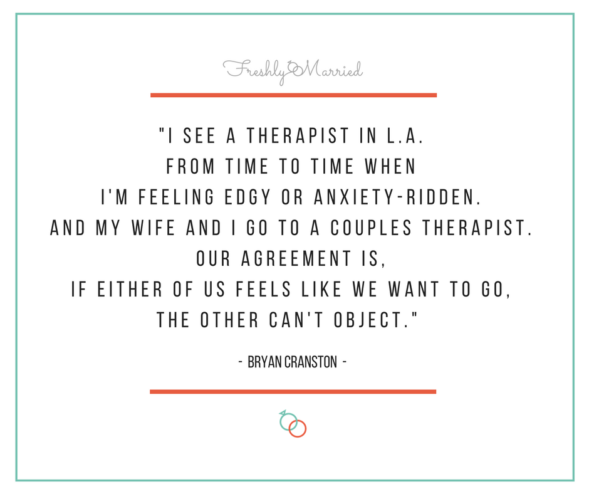 Freshly Married
"I SEE A THERAPIST IN L.A.
FROM TIME TO TIME WHEN
I'M FEELING EDGY OR ANXIETY-RIDDEN.
AND MY WIFE AND I GO TO A COUPLES THERAPIST.
OUR AGREEMENT IS,
IF EITHER OF US FEELS LIKE WE WANT TO GO,
THE OTHER CAN'T OBJECT."
- BRYAN CRANSTON -